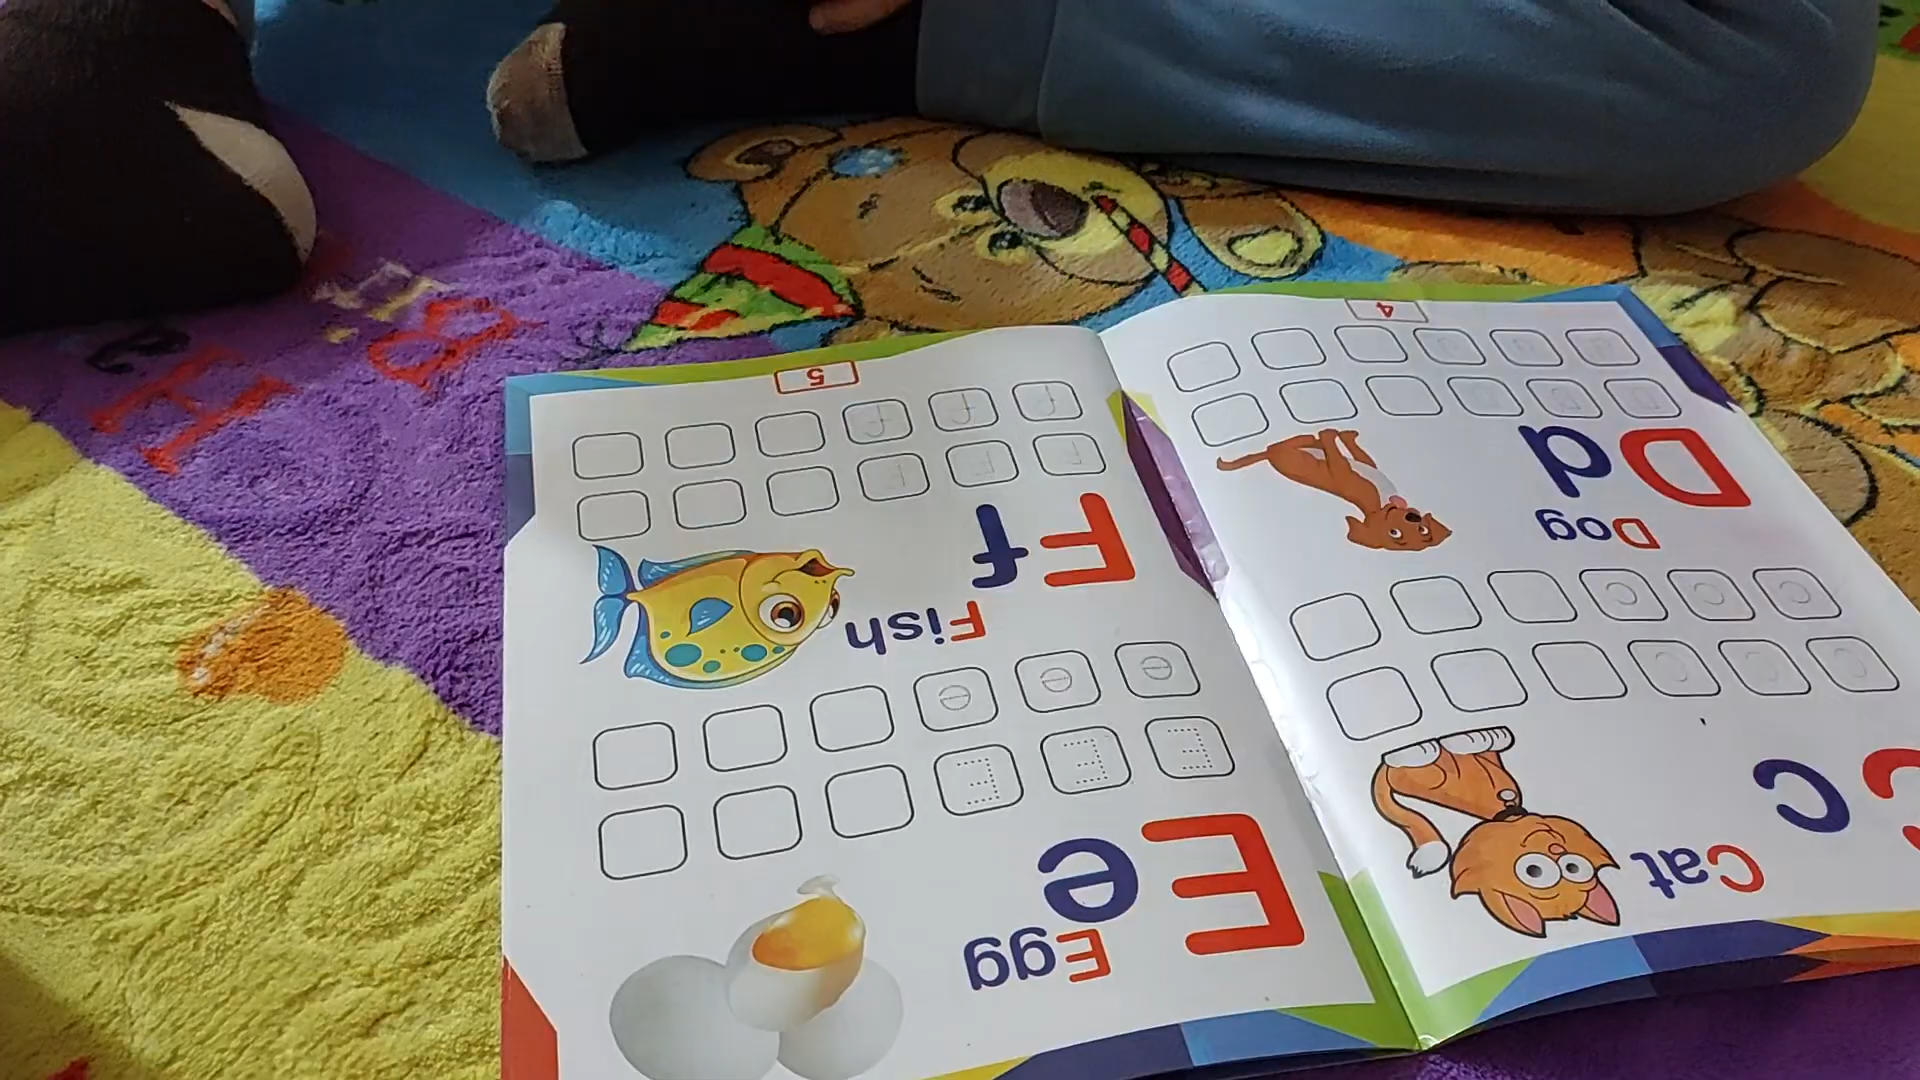 Cc
Cat
C C C
c c c
Dd
Dog
D D D
4
Ee
Egg
E E E
e e e
Ff
Fish
F F F
f f f
5
H
B